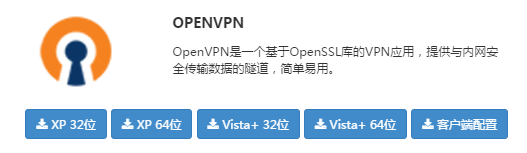 OPENVPN
OpenVPN是一个基于OpenSSL库的VPN应用，提供与内网安
全传输数据的隧道，简单易用。
XP 32位 XP 64位 Vista+ 32位 Vista+ 64位 客户端配置